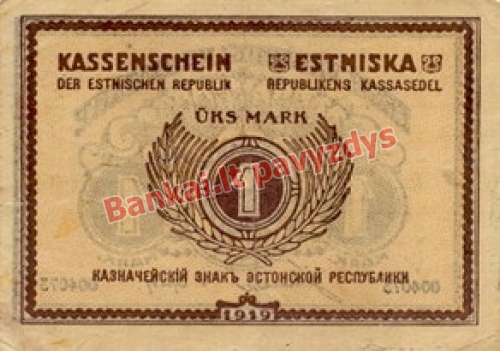 KASSENSCHEIN
DER ESTNISCHEN REPUBLIK
ESTNISKA
REPUBLIKENS KASSASEDEL
ÜKS MARK
1
Bankai.lt pavyzdys
КАЗНАЧЕЙСКІЙ ЗНАКЪ ЭСТОНСКОЙ РЕСПУБЛИКИ
1919